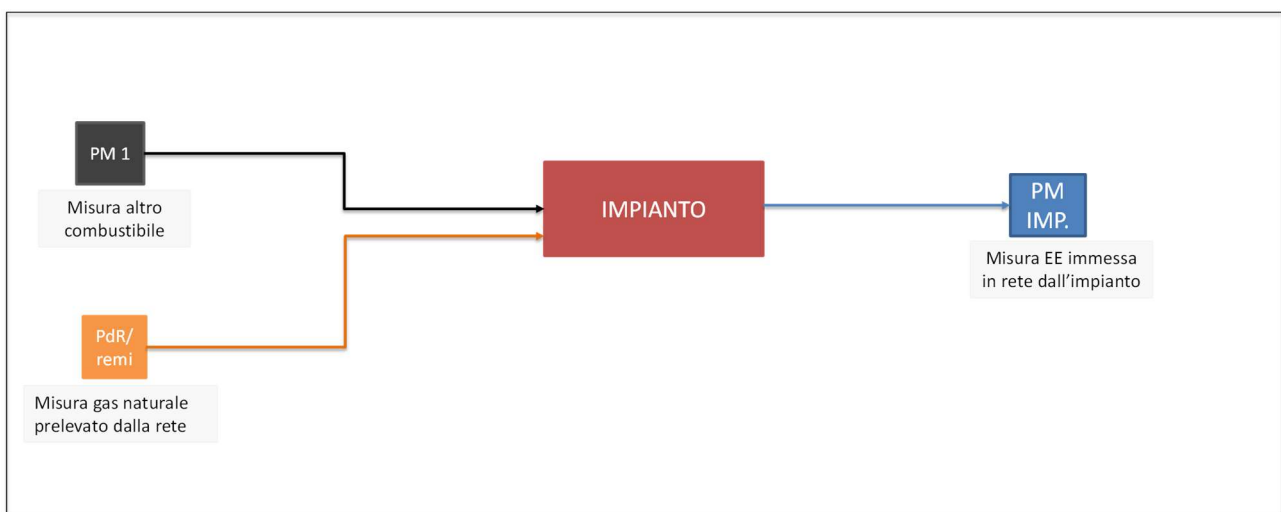 PM 1
Misura altro
combustibile
PdR/
remi
Misura gas naturale
prelevato dalla rete
IMPIANTO
PM
IMP.
Misura EE immessa
in rete dall'impianto